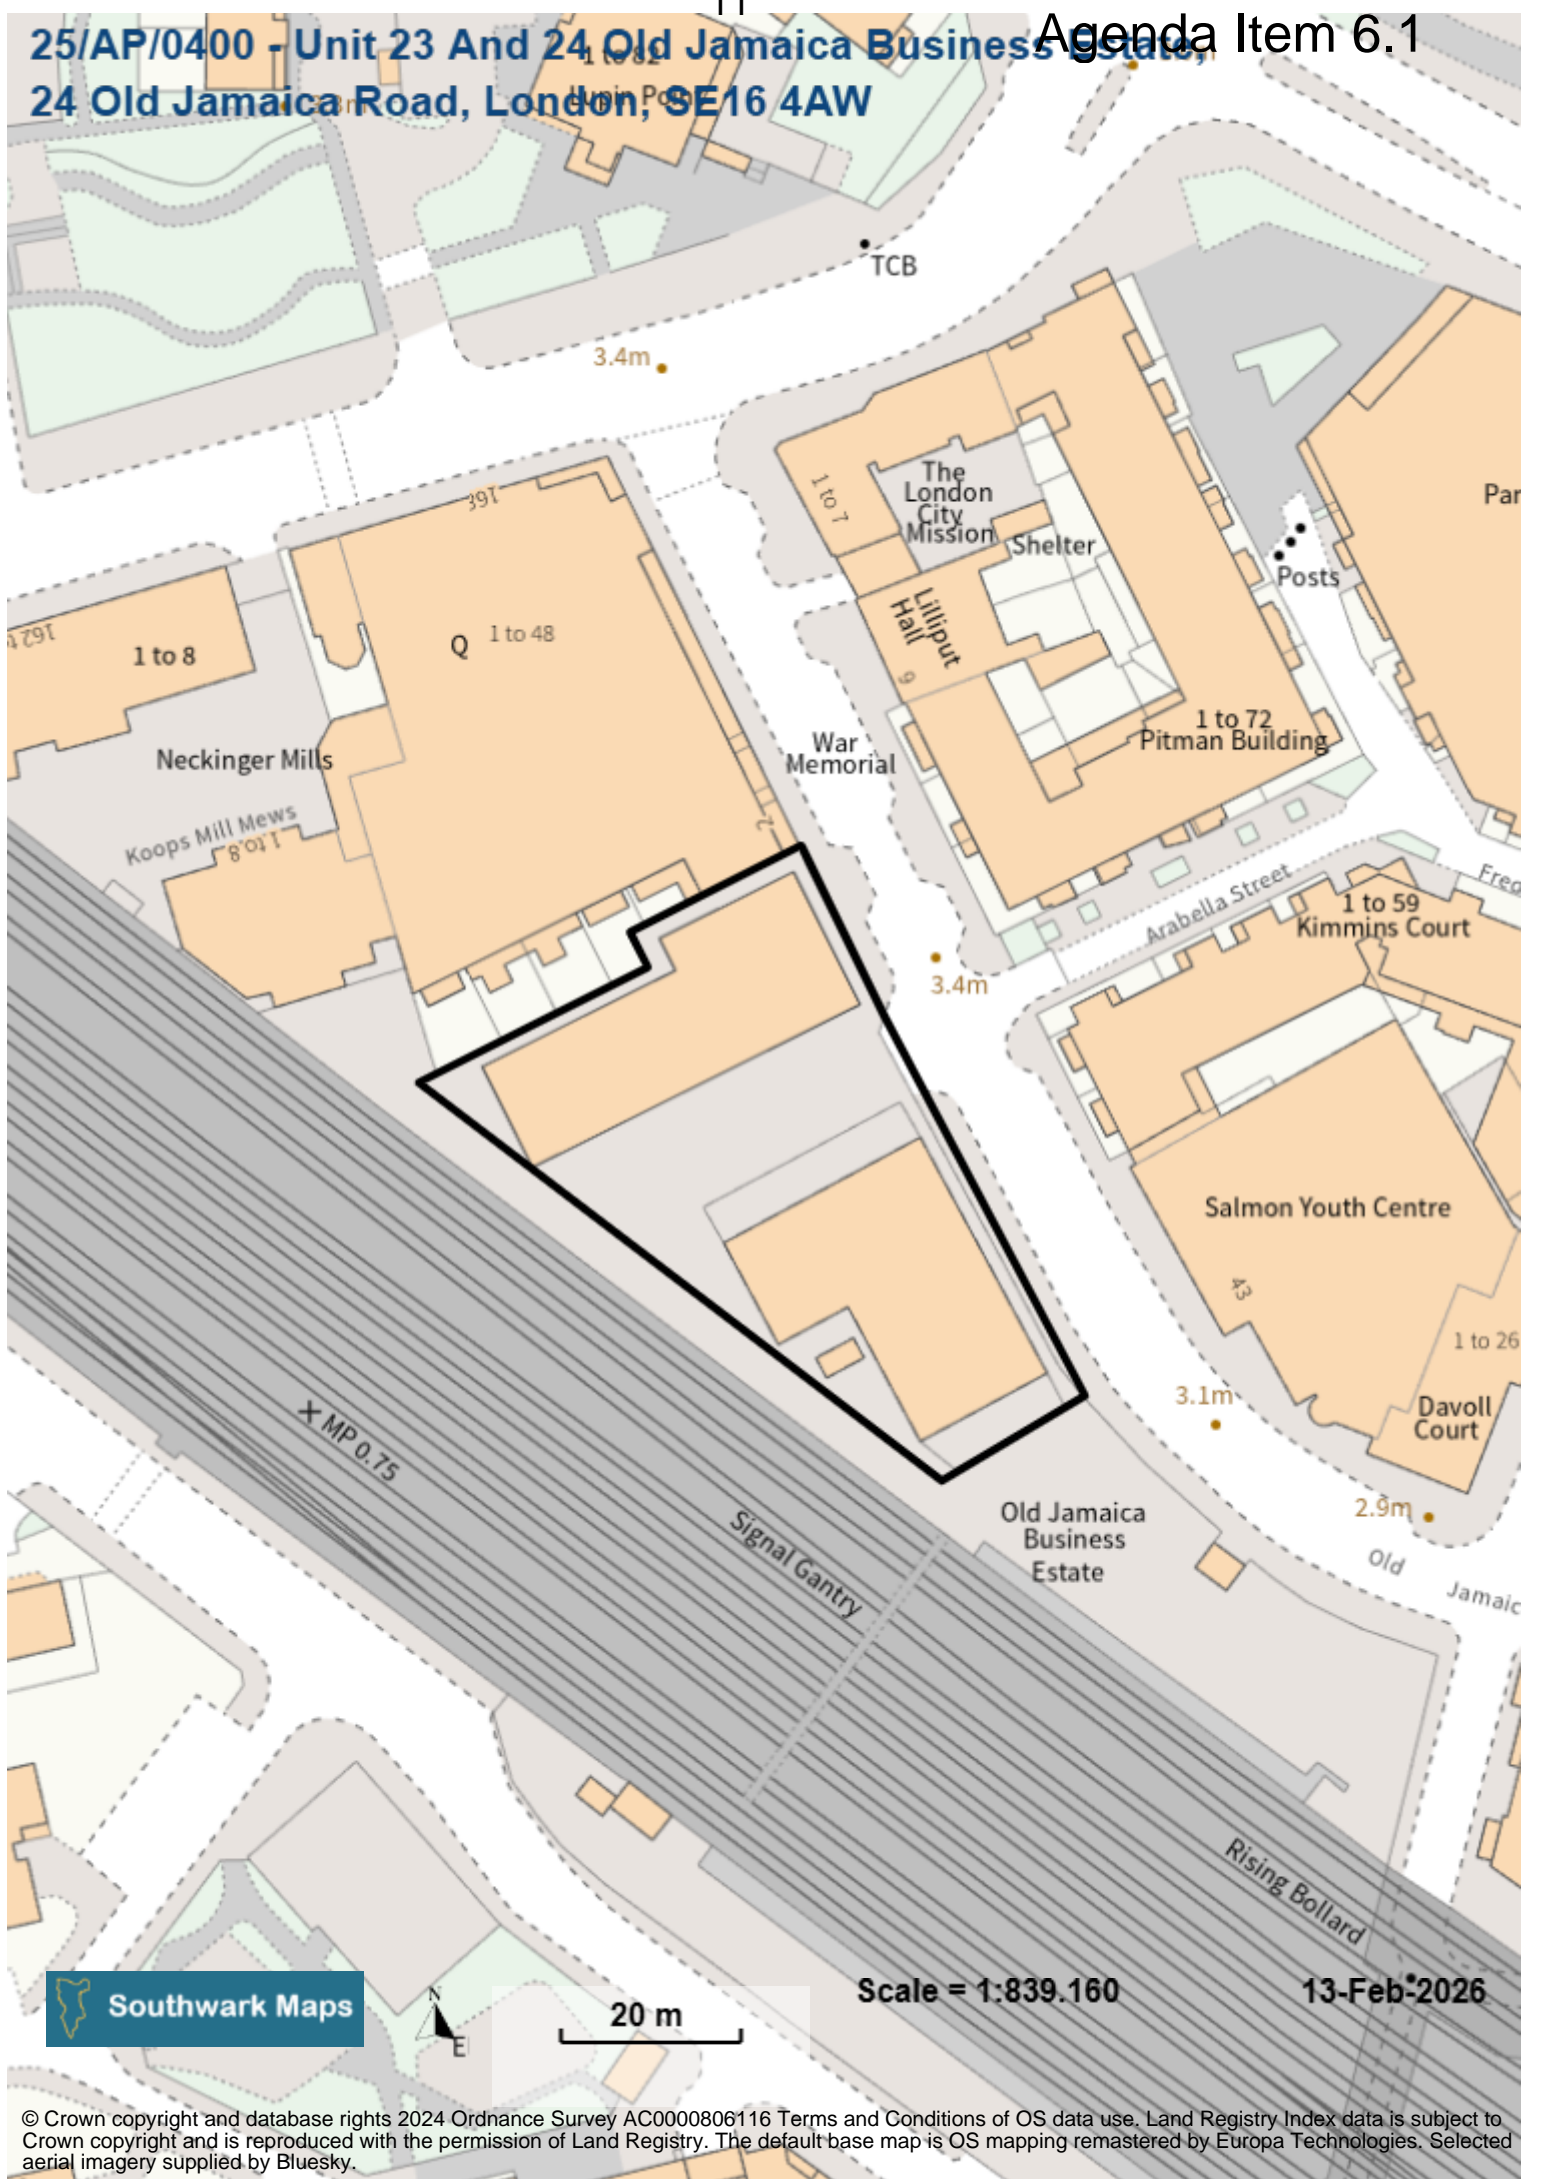 Agenda Item 6.1
25/AP/0400 - Unit 23 And 24 Old Jamaica Business Estate,
24 Old Jamaica Road, London, SE16 4AW
1 to 82
Lupin Point
TCB
3.4m
The
London
City
Mission
1 to 7
Shelter
Par
Posts
168
Q 1 to 48
Lilliput
Hall
9
1 to 8
1 to 72
Pitman Building
War
Memorial
Neckinger Mills
Koops Mill Mews
1 to 8
Arabella Street
Fred
1 to 59
Kimmins Court
3.4m
Salmon Youth Centre
43
1 to 26
Davoll
Court
3.1m
2.9m
MP 0.75
Signal Gantry
Old Jamaica
Business
Estate
Old
Jamaic
Rising Bollard
Southwark Maps
N
E
20 m
Scale = 1:839.160
13-Feb-2026
© Crown copyright and database rights 2024 Ordnance Survey AC0000806116 Terms and Conditions of OS data use. Land Registry Index data is subject to
Crown copyright and is reproduced with the permission of Land Registry. The default base map is OS mapping remastered by Europa Technologies. Selected
aerial imagery supplied by Bluesky.